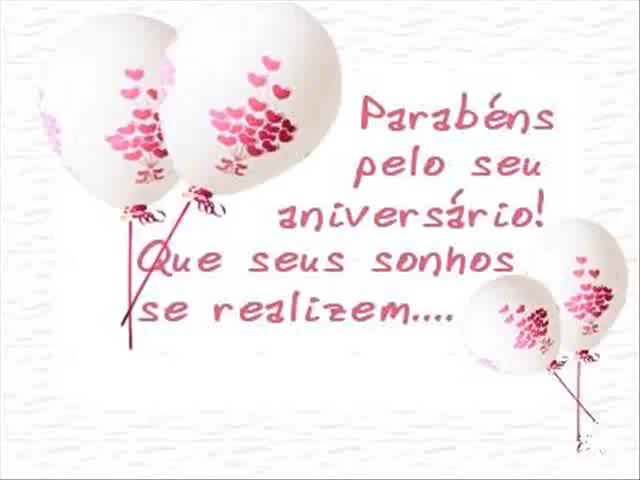 Parabéns
pelo seu
aniversário!
Que seus sonhos
se realizem....